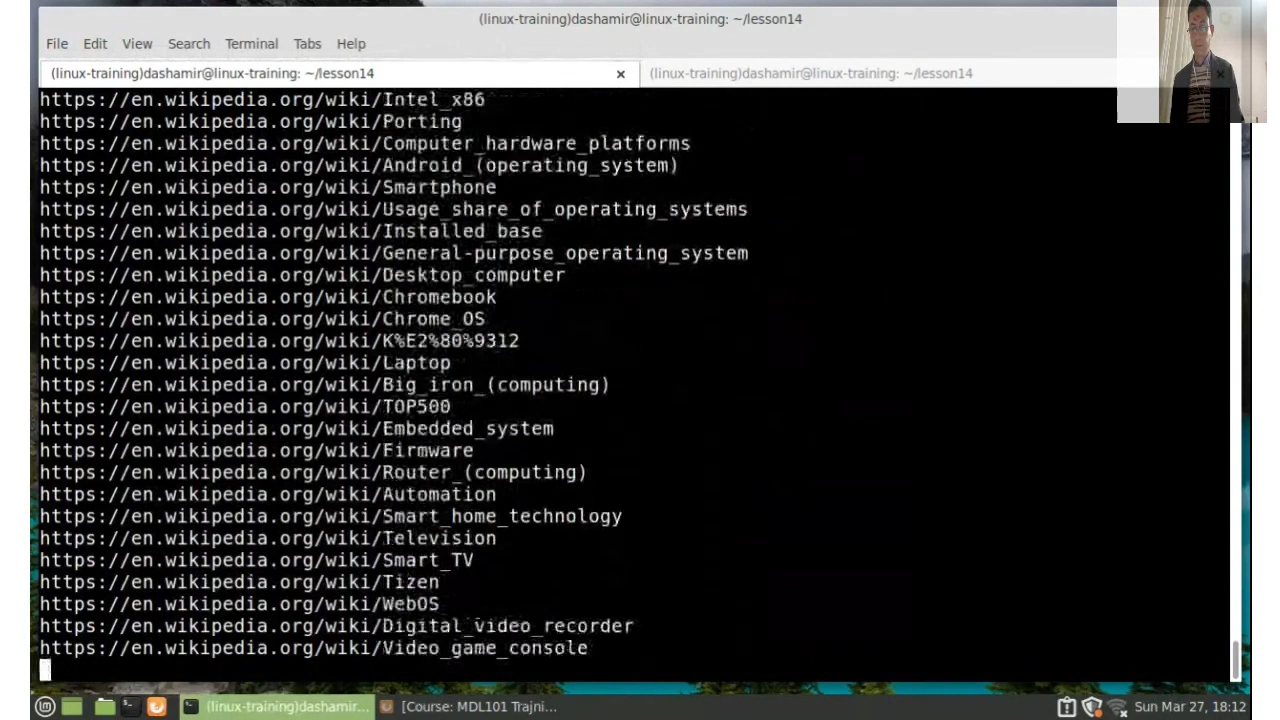 (linux-training)dashamir@linux-training: ~/lesson14
File Edit View Search Terminal Tabs Help
(linux-training)dashamir@linux-training: ~/lesson14 × (linux-training)dashamir@linux-training: ~/lesson14 ×
https://en.wikipedia.org/wiki/Intel_x86
https://en.wikipedia.org/wiki/Porting
https://en.wikipedia.org/wiki/Computer_hardware_platforms
https://en.wikipedia.org/wiki/Android_(operating_system)
https://en.wikipedia.org/wiki/Smartphone
https://en.wikipedia.org/wiki/Usage_share_of_operating_systems
https://en.wikipedia.org/wiki/Installed_base
https://en.wikipedia.org/wiki/General-purpose_operating_system
https://en.wikipedia.org/wiki/Desktop_computer
https://en.wikipedia.org/wiki/Chromebook
https://en.wikipedia.org/wiki/Chrome_OS
https://en.wikipedia.org/wiki/K%E2%80%9312
https://en.wikipedia.org/wiki/Laptop
https://en.wikipedia.org/wiki/Big_iron_(computing)
https://en.wikipedia.org/wiki/TOP500
https://en.wikipedia.org/wiki/Embedded_system
https://en.wikipedia.org/wiki/Firmware
https://en.wikipedia.org/wiki/Router_(computing)
https://en.wikipedia.org/wiki/Automation
https://en.wikipedia.org/wiki/Smart_home_technology
https://en.wikipedia.org/wiki/Television
https://en.wikipedia.org/wiki/Smart_TV
https://en.wikipedia.org/wiki/Tizen
https://en.wikipedia.org/wiki/WebOS
https://en.wikipedia.org/wiki/Digital_video_recorder
https://en.wikipedia.org/wiki/Video_game_console
(linux-training)dashamir... [Course: MDL101 Trajni... Sun Mar 27, 18:12